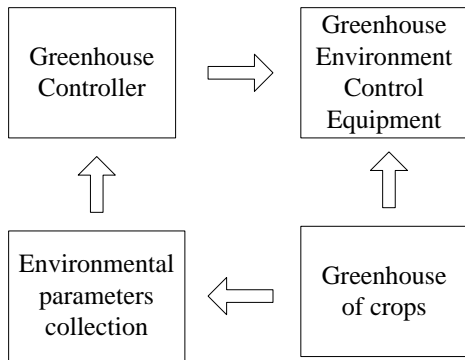 Greenhouse
Controller
Greenhouse
Environment
Control
Equipment
Environmental
parameters
collection
Greenhouse
of crops